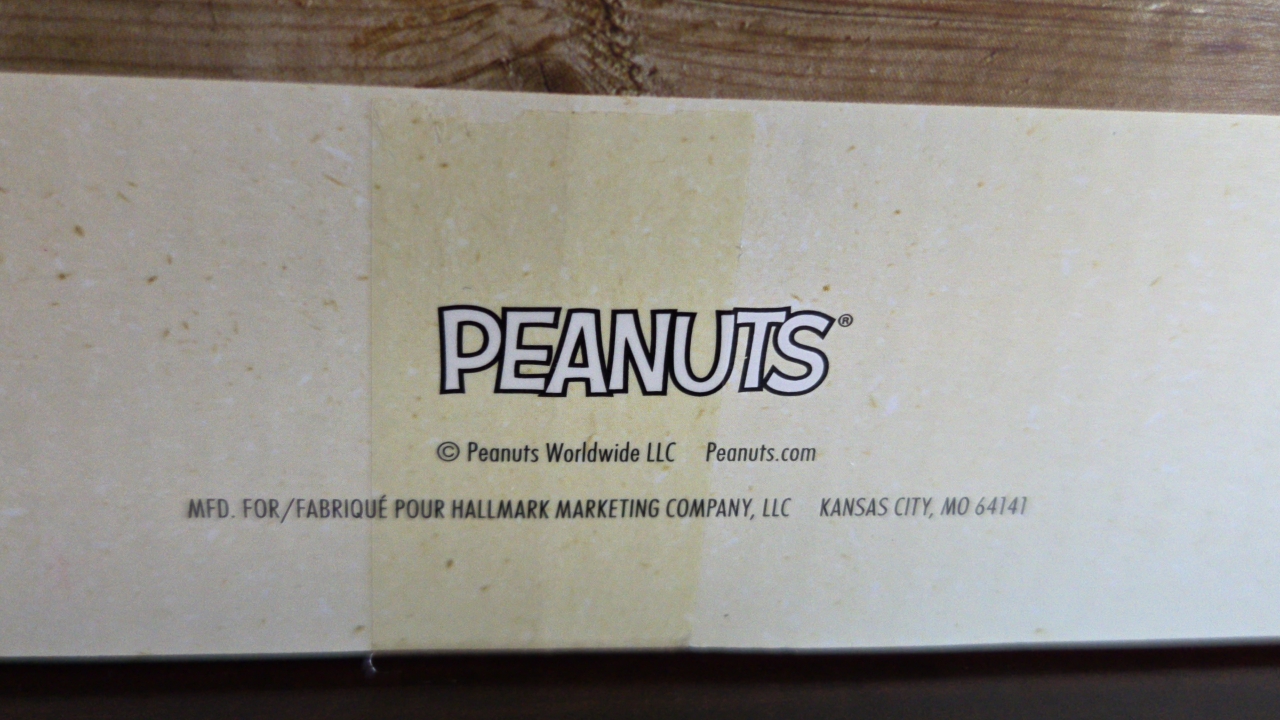 PEANUTS®
© Peanuts Worldwide LLC Peanuts.com
MFD. FOR/FABRIQUÉ POUR HALLMARK MARKETING COMPANY, LLC KANSAS CITY, MO 64141